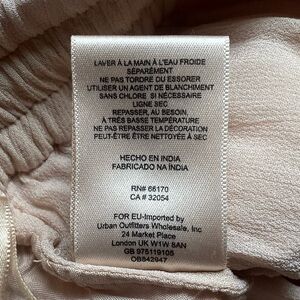 LAVER À LA MAIN À L'EAU FROIDE
SÉPARÉMENT
NE PAS TORDRE OU ESSORER
UTILISER UN AGENT DE BLANCHIMENT
SANS CHLORE SI NÉCESSAIRE
LIGNE SEC
REPASSER, AU BESOIN,
À TRÈS BASSE TEMPÉRATURE
NE PAS REPASSER LA DÉCORATION
PEUT-ÊTRE ÊTRE NETTOYÉE À SEC
HECHO EN INDIA
FABRICADO NA ÍNDIA
RN# 66170
CA # 32054
FOR EU-Imported by
Urban Outfitters Wholesale, Inc
24 Market Place
London UK W1W 8AN
GB 975119105
OB842947